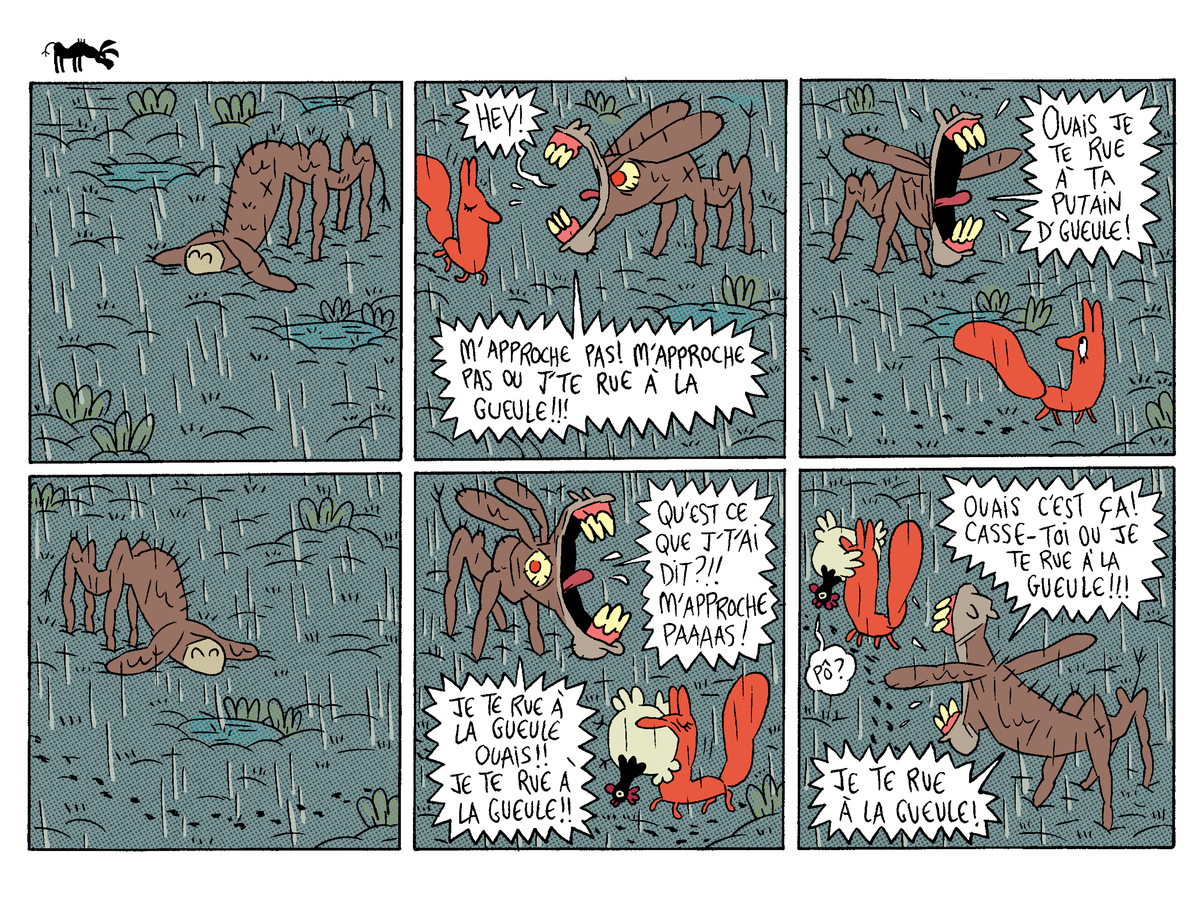 HEY!
M'APPROCHE PAS! M'APPROCHE
PAS OU J'TE RUE À LA
GUEULE!!!
OUAIS JE
TE RUE
À TA
PUTAIN
D'GUEULE!
QU'EST CE
QUE J'T'AI
DIT?!!
M'APPROCHE
PAAAAS!
JE TE RUE À
LA GUEULE
OUAIS!!
JE TE RUE À
LA GUEULE!!
OUAIS C'EST ÇA!
CASSE-TOI OU JE
TE RUE À LA
GUEULE!!!
PÔ?
JE TE RUE
À LA GUEULE!